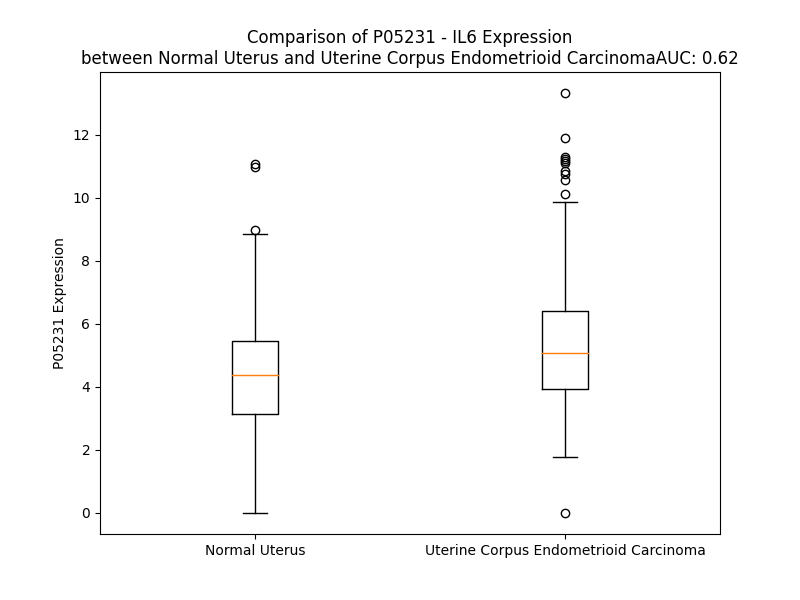 Comparison of P05231 - IL6 Expression
between Normal Uterus and Uterine Corpus Endometrioid CarcinomaAUC: 0.62
P05231 Expression
12
10
8
6
4
2
0
Normal Uterus
Uterine Corpus Endometrioid Carcinoma